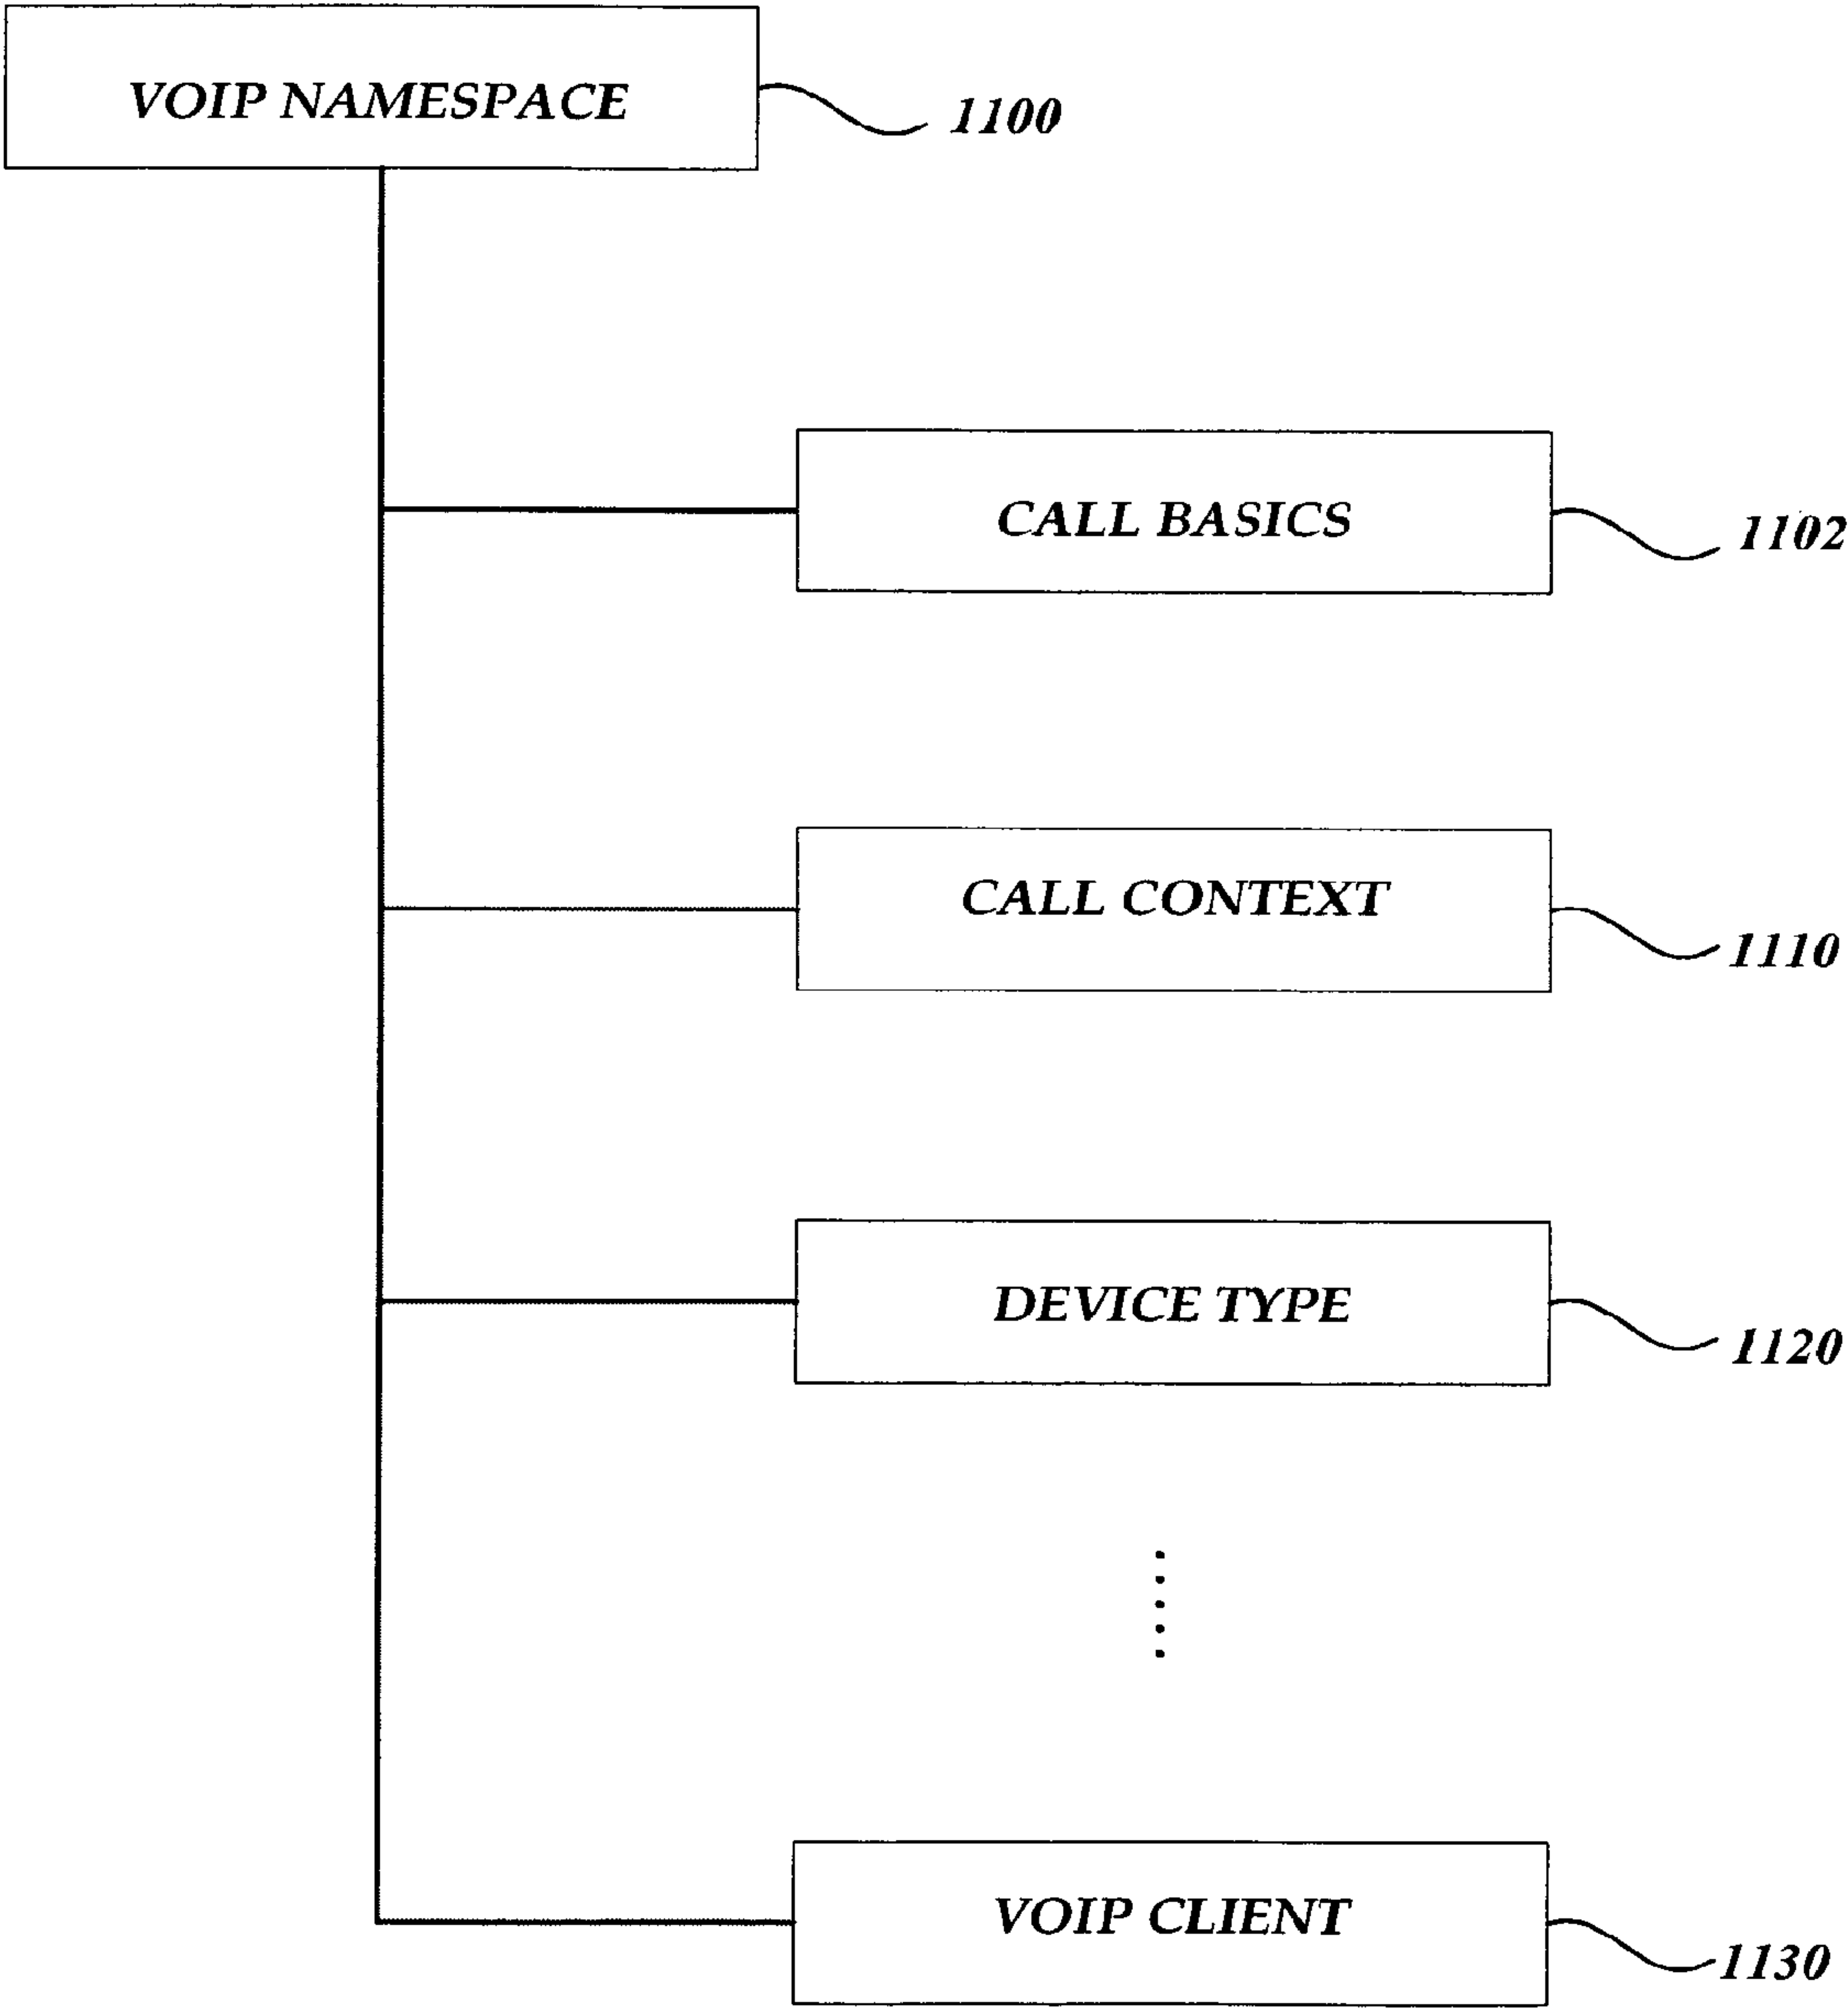 VOIP NAMESPACE
1100
CALL BASICS
1102
CALL CONTEXT
1110
DEVICE TYPE
1120
VOIP CLIENT
1130